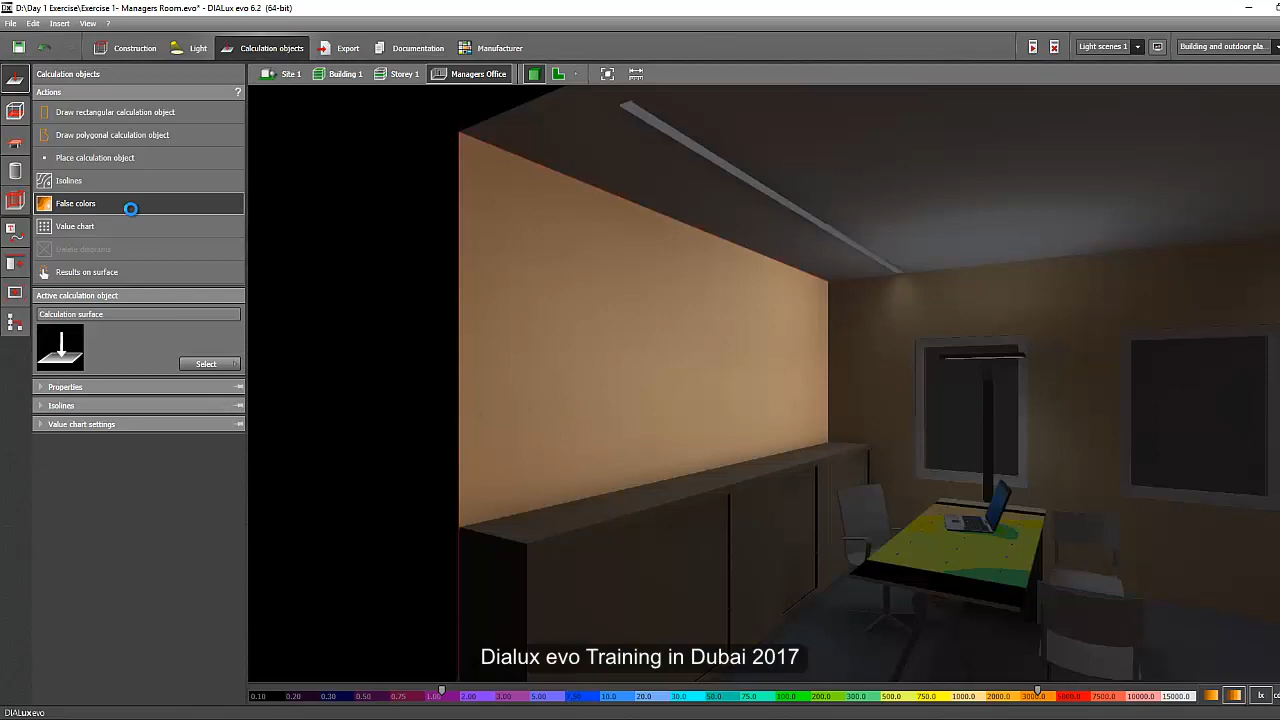 D:\Day 1 Exercise\Exercise 1- Managers Room.evo* - DIALux evo 6.2 (64-bit)
File Edit Insert View ?
Construction Light Calculation objects Export Documentation Manufacturer Light scenes 1 Building and outdoor pla...
Calculation objects Site 1 Building 1 Storey 1 Managers Office
Actions ?
Draw rectangular calculation object
Draw polygonal calculation object
Place calculation object
Isolines
False colors
Value chart
Delete diagrams
Results on surface
Active calculation object
Calculation surface
Select
Properties
Isolines
Value chart settings
Dialux evo Training in Dubai 2017
0.10 0.20 0.30 0.50 0.75 1.00 2.00 3.00 5.00 7.50 10.0 20.0 30.0 50.0 75.0 100.0 200.0 300.0 500.0 750.0 1000.0 2000.0 3000.0 5000.0 7500.0 10000.0 15000.0 lx
DIALux evo